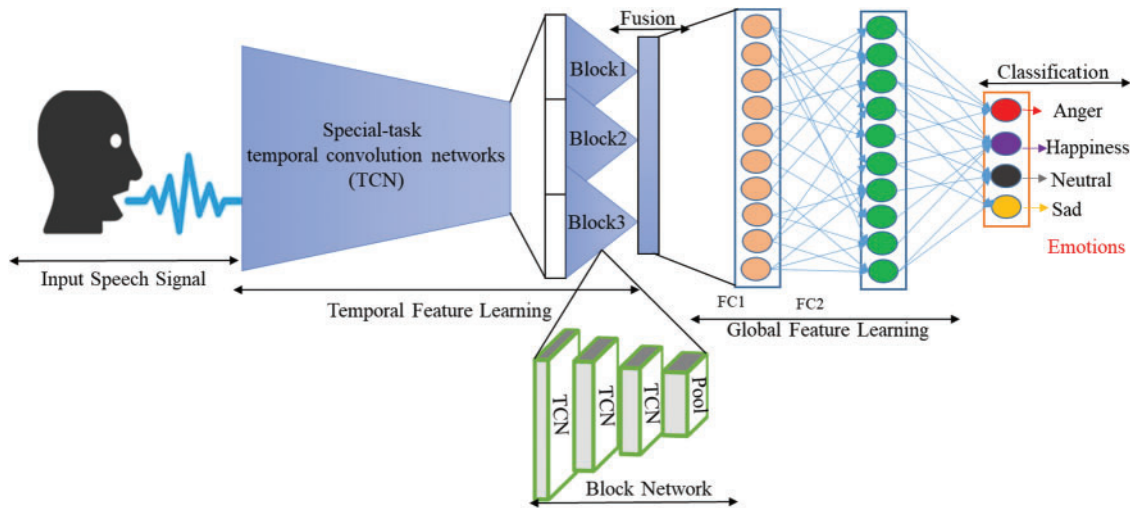 Fusion
Classification
Block1
Block2
Block3
Special-task
temporal convolution networks
(TCN)
Anger
Happiness
Neutral
Sad
Emotions
Input Speech Signal
Temporal Feature Learning
FC1
FC2
Global Feature Learning
TCN
TCN
TCN
Pool
Block Network